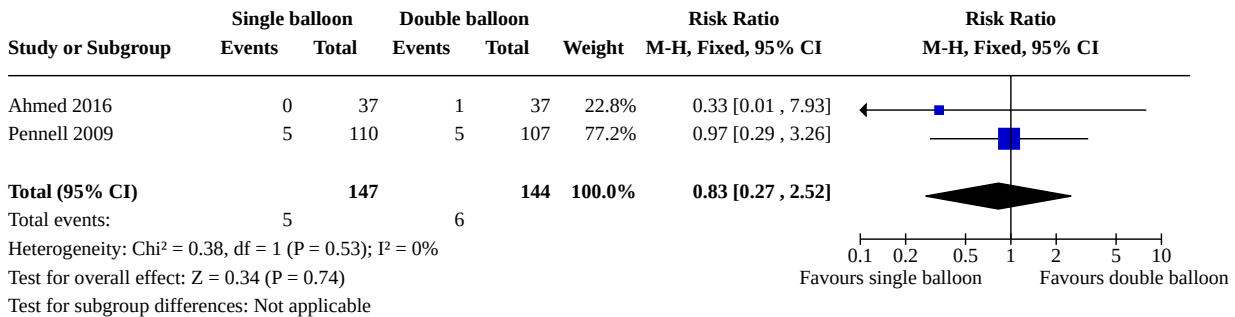 Single balloon Double balloon Risk Ratio Risk Ratio
Study or Subgroup Events Total Events Total Weight M-H, Fixed, 95% CI M-H, Fixed, 95% CI
Ahmed 2016 0 37 1 37 22.8% 0.33 [0.01 , 7.93]
Pennell 2009 5 110 5 107 77.2% 0.97 [0.29 , 3.26]
Total (95% CI) 147 144 100.0% 0.83 [0.27 , 2.52]
Total events: 5 6
Heterogeneity: Chi² = 0.38, df = 1 (P = 0.53); I² = 0%
0.1 0.2 0.5 1 2 5 10
Test for overall effect: Z = 0.34 (P = 0.74)
Favours single balloon Favours double balloon
Test for subgroup differences: Not applicable